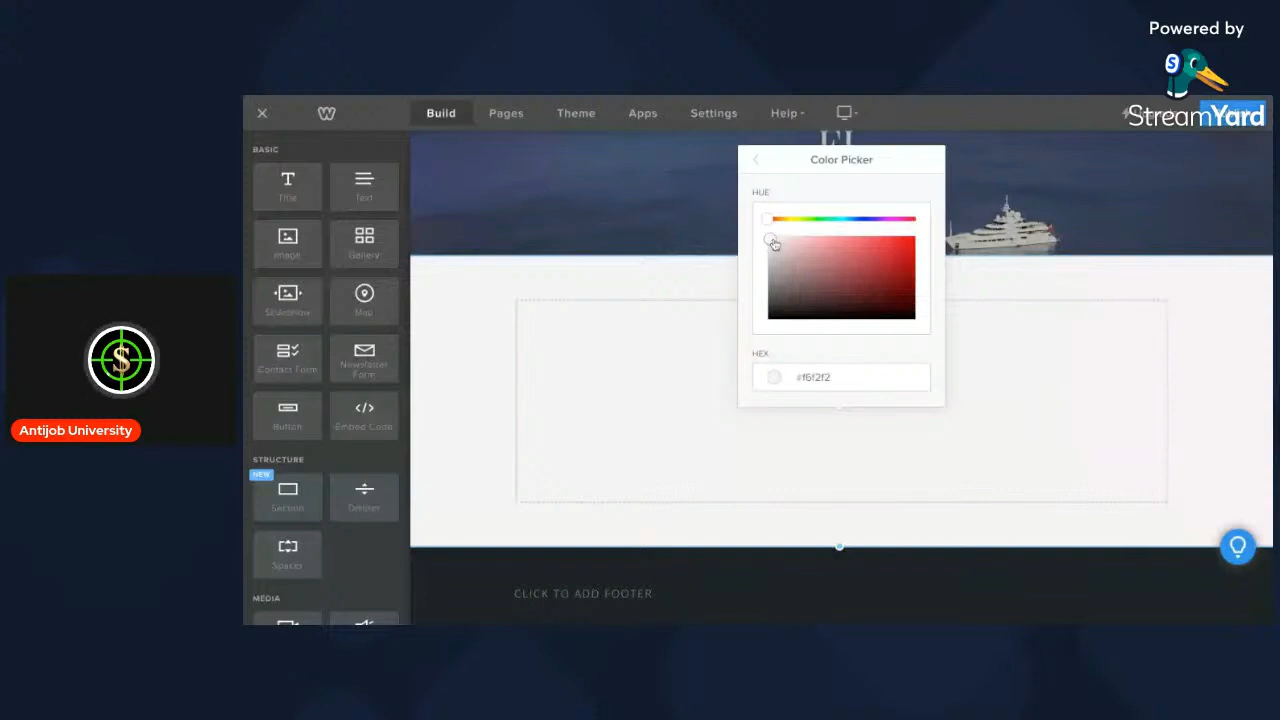 Powered by
StreamYard
Build
Pages
Theme
Apps
Settings
Help
BASIC
Title
Text
Image
Gallery
Slideshow
Map
Contact Form
Newsletter
Form
Button
Embed Code
STRUCTURE
NEW
Section
Divider
Spacer
MEDIA
Color Picker
HUE
HEX
#f6f2f2
CLICK TO ADD FOOTER
$
Antijob University